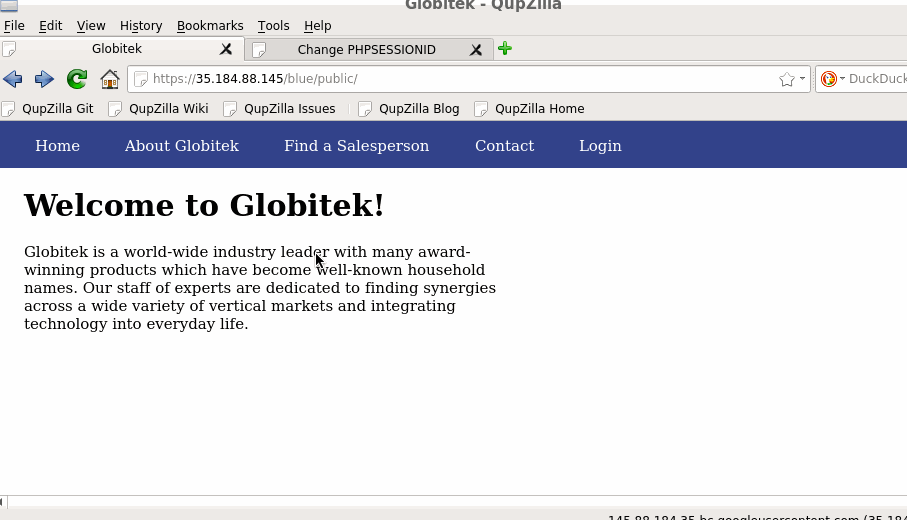 Globitek - QupZilla
File Edit View History Bookmarks Tools Help
Globitek Change PHPSESSIONID
https://35.184.88.145/blue/public/ DuckDuck
QupZilla Git QupZilla Wiki QupZilla Issues QupZilla Blog QupZilla Home
Home About Globitek Find a Salesperson Contact Login
Welcome to Globitek!
Globitek is a world-wide industry leader with many award-
winning products which have become well-known household
names. Our staff of experts are dedicated to finding synergies
across a wide variety of vertical markets and integrating
technology into everyday life.
145.88.184.35.bc.googleusercontent.com (35.184